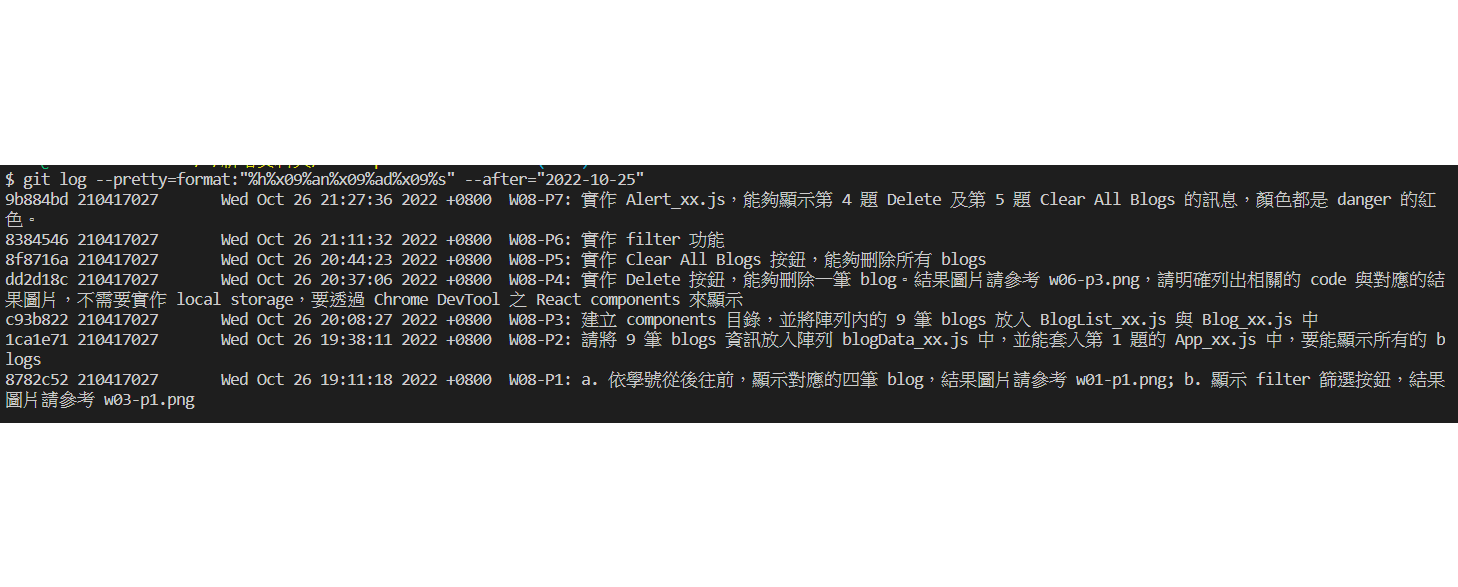 $ git log --pretty=format:"%h%x09%an%x09%ad%x09%s" --after="2022-10-25"
9b884bd 210417027 Wed Oct 26 21:27:36 2022 +0800 W08-P7: 實作 Alert_xx.js，能夠顯示第 4 題 Delete 及第 5 題 Clear All Blogs 的訊息，顏色都是 danger 的紅
色。
8384546 210417027 Wed Oct 26 21:11:32 2022 +0800 W08-P6: 實作 filter 功能
8f8716a 210417027 Wed Oct 26 20:44:23 2022 +0800 W08-P5: 實作 Clear All Blogs 按鈕，能夠刪除所有 blogs
dd2d18c 210417027 Wed Oct 26 20:37:06 2022 +0800 W08-P4: 實作 Delete 按鈕，能夠刪除一筆 blog。結果圖片請參考 w06-p3.png，請明確列出相關的 code 與對應的結
果圖片，不需要實作 local storage，要透過 Chrome DevTool 之 React components 來顯示
c93b822 210417027 Wed Oct 26 20:08:27 2022 +0800 W08-P3: 建立 components 目錄，並將陣列內的 9 筆 blogs 放入 BlogList_xx.js 與 Blog_xx.js 中
1ca1e71 210417027 Wed Oct 26 19:38:11 2022 +0800 W08-P2: 請將 9 筆 blogs 資訊放入陣列 blogData_xx.js 中，並能套入第 1 題的 App_xx.js 中，要能顯示所有的 b
logs
8782c52 210417027 Wed Oct 26 19:11:18 2022 +0800 W08-P1: a. 依學號從後往前，顯示對應的四筆 blog，結果圖片請參考 w01-p1.png; b. 顯示 filter 篩選按鈕，結果
圖片請參考 w03-p1.png